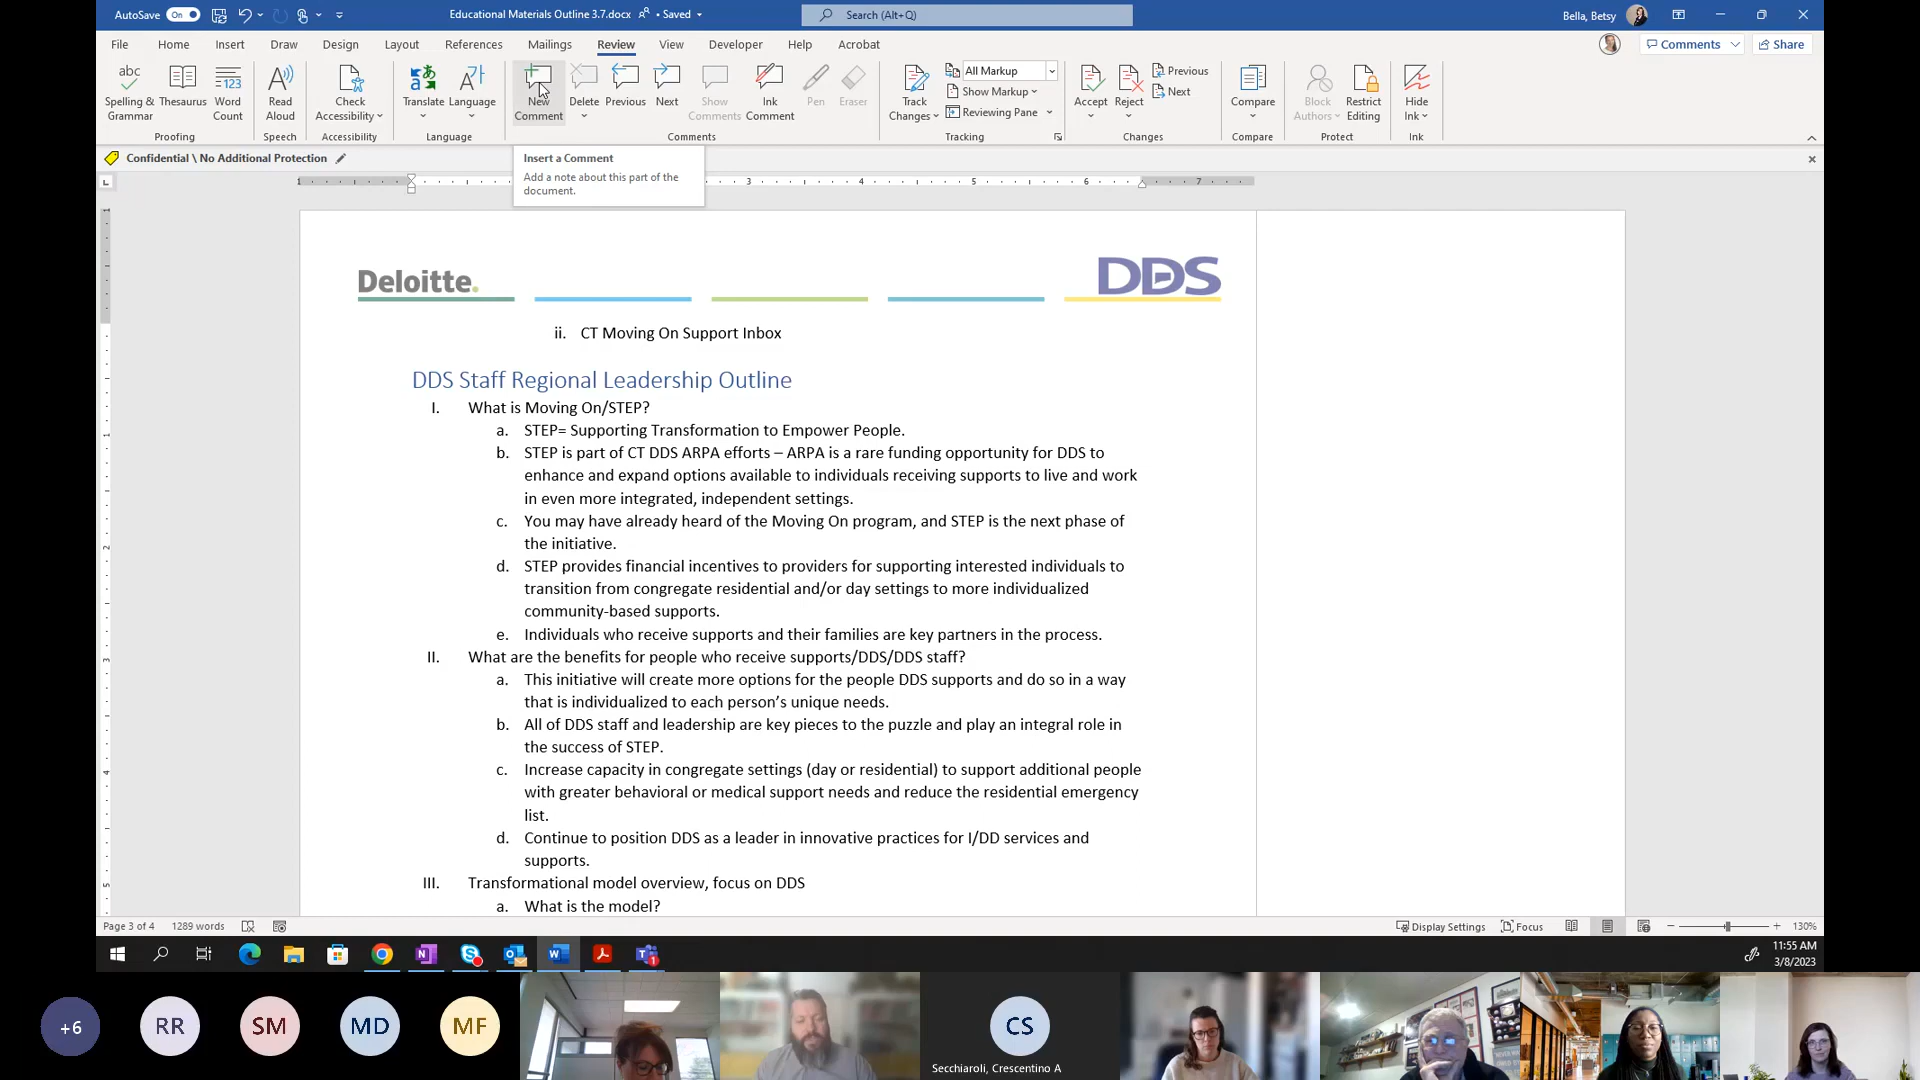 AutoSave On Educational Materials Outline 3.7.docx • Saved Search (Alt+Q) Bella, Betsy
File Home Insert Draw Design Layout References Mailings Review View Developer Help Acrobat Comments Share
Spelling & Grammar
Thesaurus
Word Count
Read Aloud
Check Accessibility
Translate
Language
New Comment
Delete
Previous
Next
Show Comments
Ink Comment
Pen
Eraser
Track Changes
All Markup
Show Markup
Reviewing Pane
Accept
Reject
Previous
Next
Compare
Block Authors
Restrict Editing
Hide Ink
Proofing Speech Accessibility Language Comments Tracking Changes Compare Protect Ink
Confidential \ No Additional Protection
Insert a Comment
Add a note about this part of the
document.
1 3 4 5 6 7
Deloitte. DDS
ii. CT Moving On Support Inbox
DDS Staff Regional Leadership Outline
I. What is Moving On/STEP?
a. STEP= Supporting Transformation to Empower People.
b. STEP is part of CT DDS ARPA efforts – ARPA is a rare funding opportunity for DDS to
enhance and expand options available to individuals receiving supports to live and work
in even more integrated, independent settings.
c. You may have already heard of the Moving On program, and STEP is the next phase of
the initiative.
d. STEP provides financial incentives to providers for supporting interested individuals to
transition from congregate residential and/or day settings to more individualized
community-based supports.
e. Individuals who receive supports and their families are key partners in the process.
II. What are the benefits for people who receive supports/DDS/DDS staff?
a. This initiative will create more options for the people DDS supports and do so in a way
that is individualized to each person’s unique needs.
b. All of DDS staff and leadership are key pieces to the puzzle and play an integral role in
the success of STEP.
c. Increase capacity in congregate settings (day or residential) to support additional people
with greater behavioral or medical support needs and reduce the residential emergency
list.
d. Continue to position DDS as a leader in innovative practices for I/DD services and
supports.
III. Transformational model overview, focus on DDS
a. What is the model?
Page 3 of 4 1289 words Display Settings Focus 130%
11:55 AM
3/8/2023
+6 RR SM MD MF CS
Secchiaroli, Crescentino A